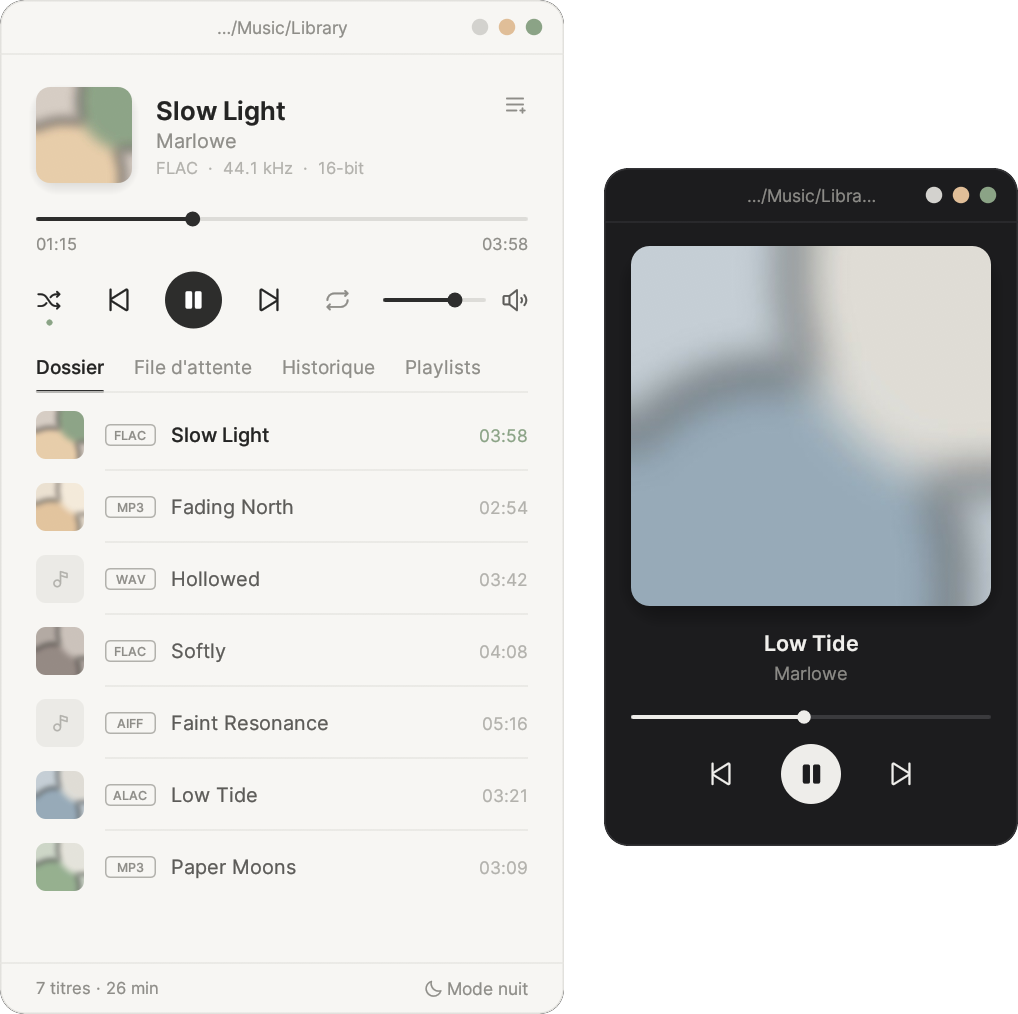 .../Music/Library
Slow Light
Marlowe
FLAC · 44.1 kHz · 16-bit
01:15 03:58
Dossier File d'attente Historique Playlists
FLAC Slow Light 03:58
MP3 Fading North 02:54
WAV Hollowed 03:42
FLAC Softly 04:08
AIFF Faint Resonance 05:16
ALAC Low Tide 03:21
MP3 Paper Moons 03:09
7 titres · 26 min Mode nuit
.../Music/Libra...
Low Tide
Marlowe